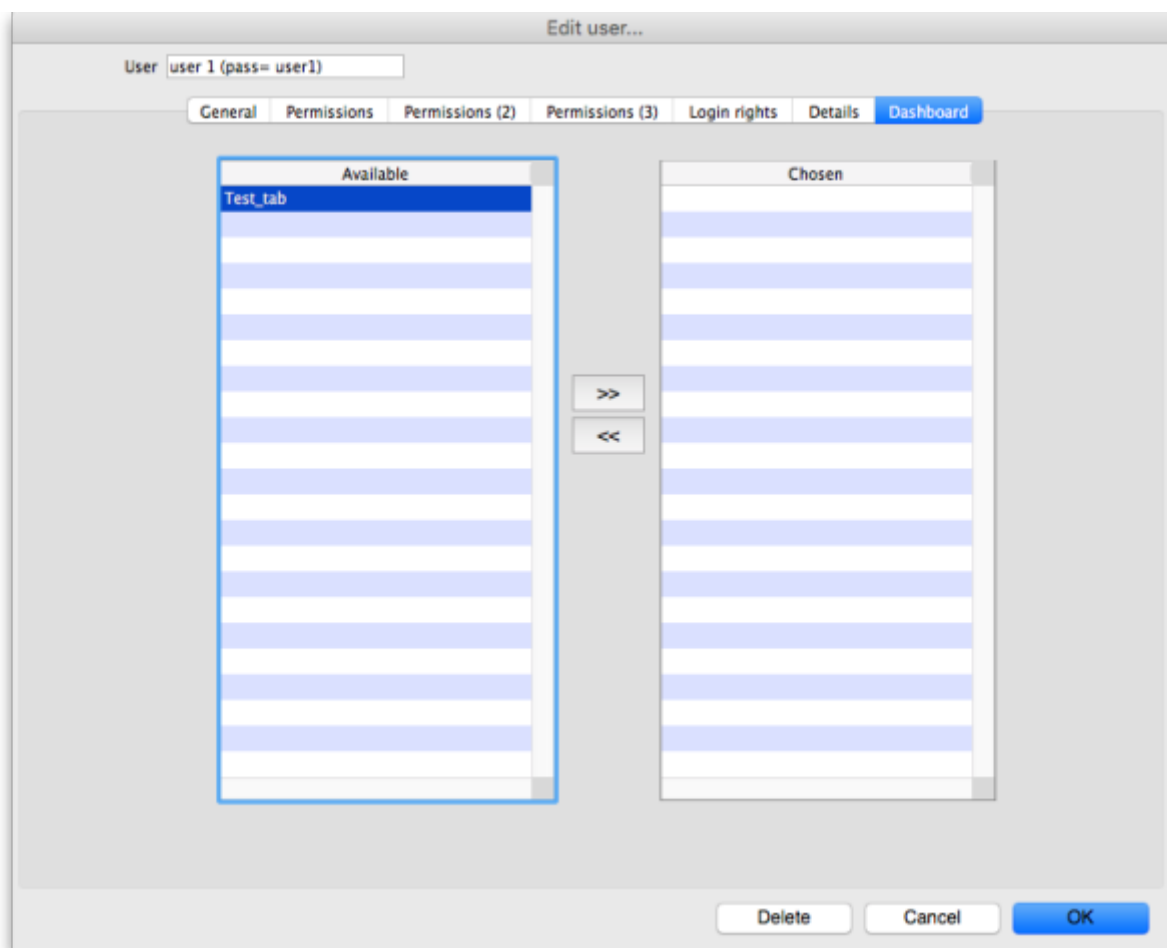 Edit user...
User user 1 (pass= user1)
General Permissions Permissions (2) Permissions (3) Login rights Details Dashboard
Available Chosen
Test_tab
>>
<<
Delete Cancel OK